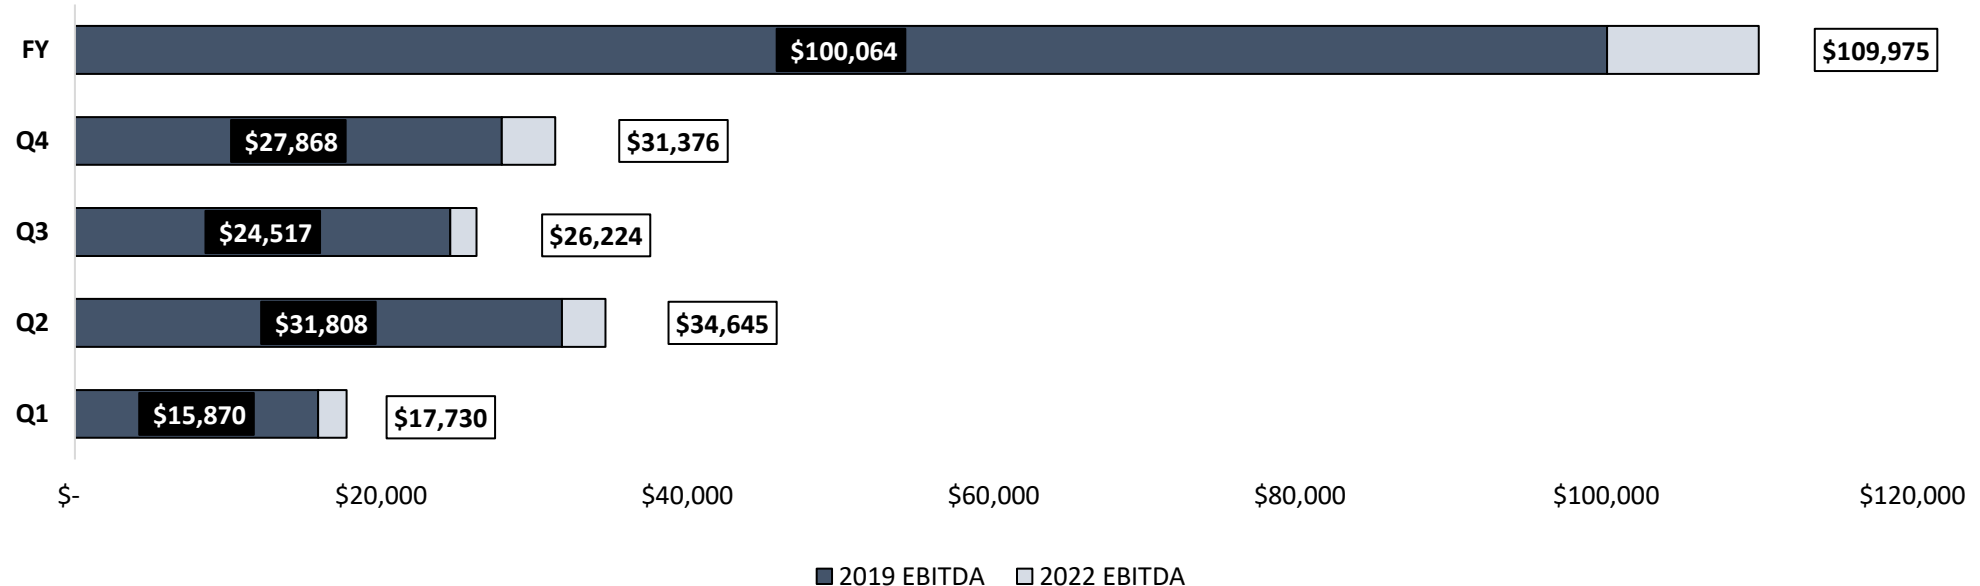 FY $100,064 $109,975
Q4 $27,868 $31,376
Q3 $24,517 $26,224
Q2 $31,808 $34,645
Q1 $15,870 $17,730
$- $20,000 $40,000 $60,000 $80,000 $100,000 $120,000
2019 EBITDA 2022 EBITDA